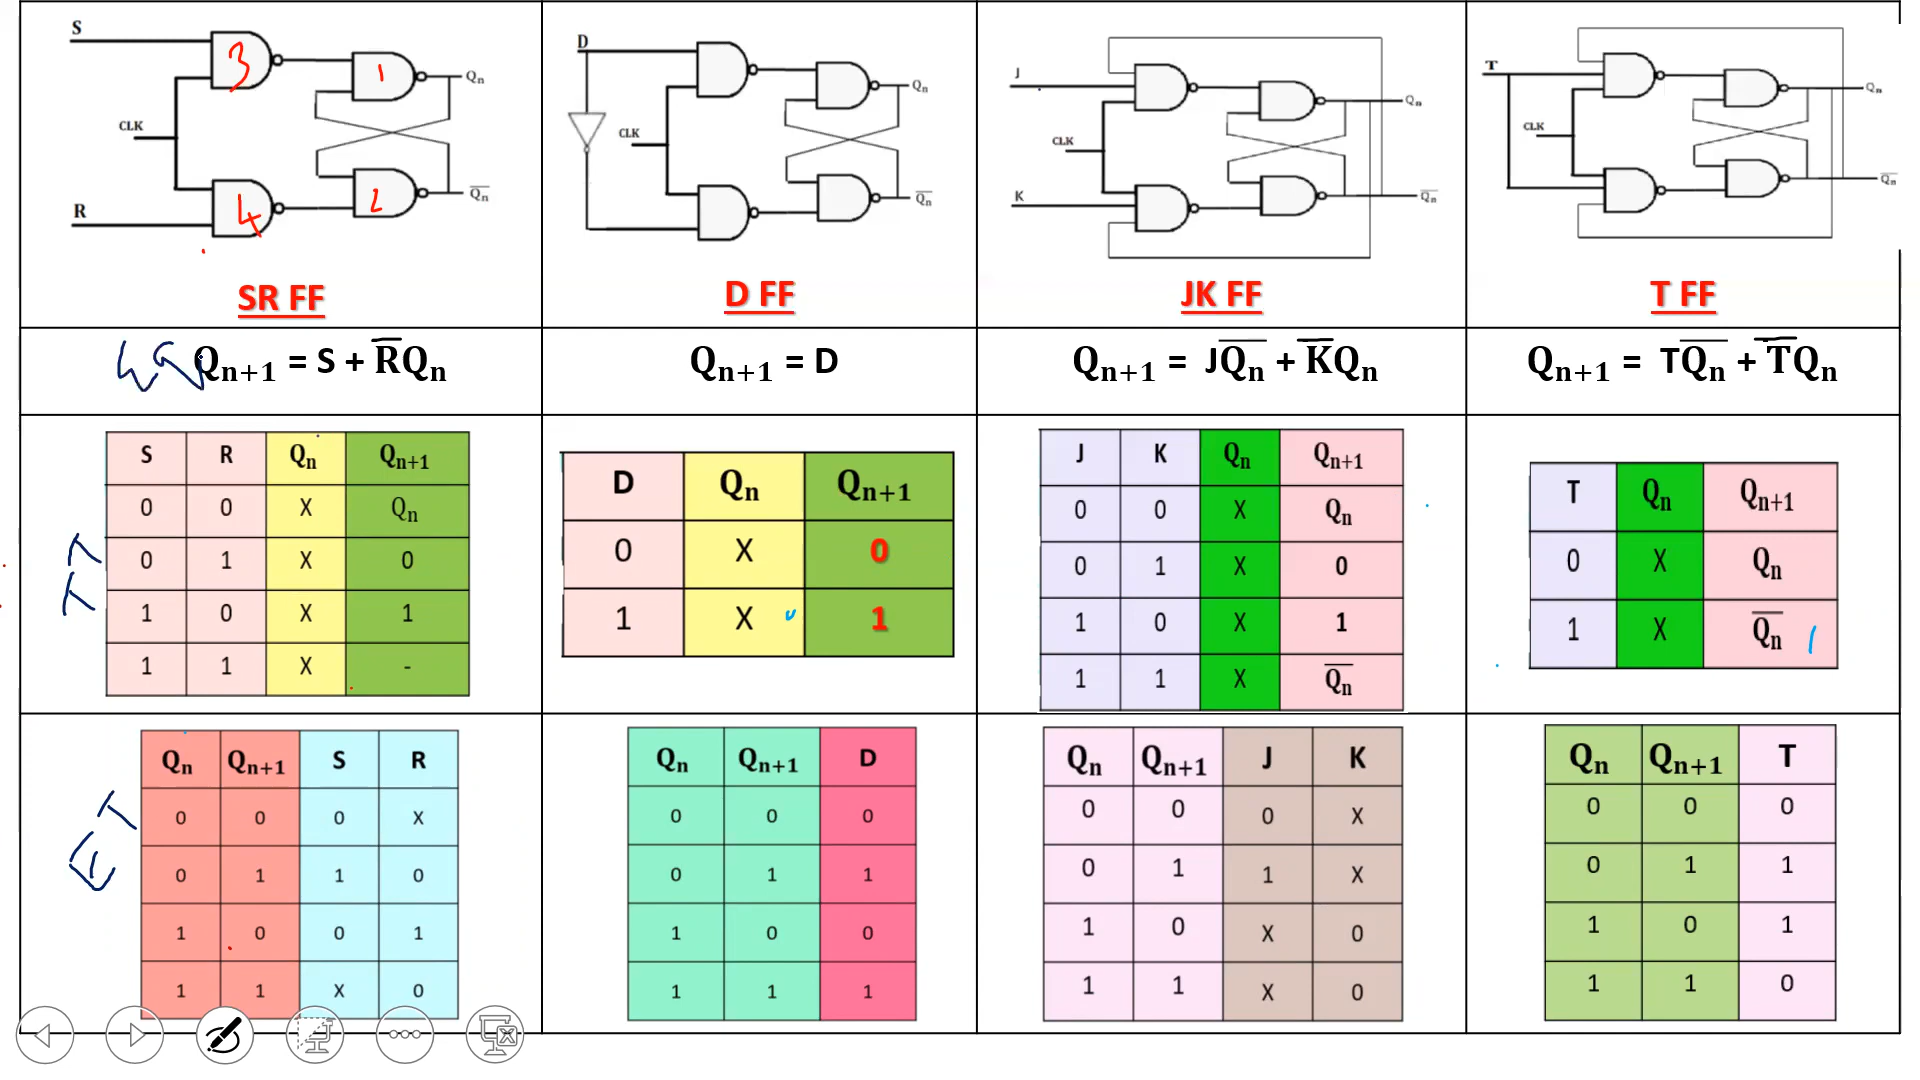 S
3
1
Qn
CLK
4
2
Q̅n̅
R
SR FF
D
Qn
CLK
Q̅n̅
D FF
J
Qn
CLK
K
Q̅n̅
JK FF
T
Qn
CLK
Q̅n̅
T FF
EQ Qn+1 = S + R̅Qn
Qn+1 = D
Qn+1 = JQ̅n̅ + K̅Qn
Qn+1 = TQ̅n̅ + T̅Qn
TT
S R Qn Qn+1
0 0 X Qn
0 1 X 0
1 0 X 1
1 1 X -
D Qn Qn+1
0 X 0
1 X 1
J K Qn Qn+1
0 0 X Qn
0 1 X 0
1 0 X 1
1 1 X Q̅n̅
T Qn Qn+1
0 X Qn
1 X Q̅n̅
ET
Qn Qn+1 S R
0 0 0 X
0 1 1 0
1 0 0 1
1 1 X 0
Qn Qn+1 D
0 0 0
0 1 1
1 0 0
1 1 1
Qn Qn+1 J K
0 0 0 X
0 1 1 X
1 0 X 0
1 1 X 0
Qn Qn+1 T
0 0 0
0 1 1
1 0 1
1 1 0